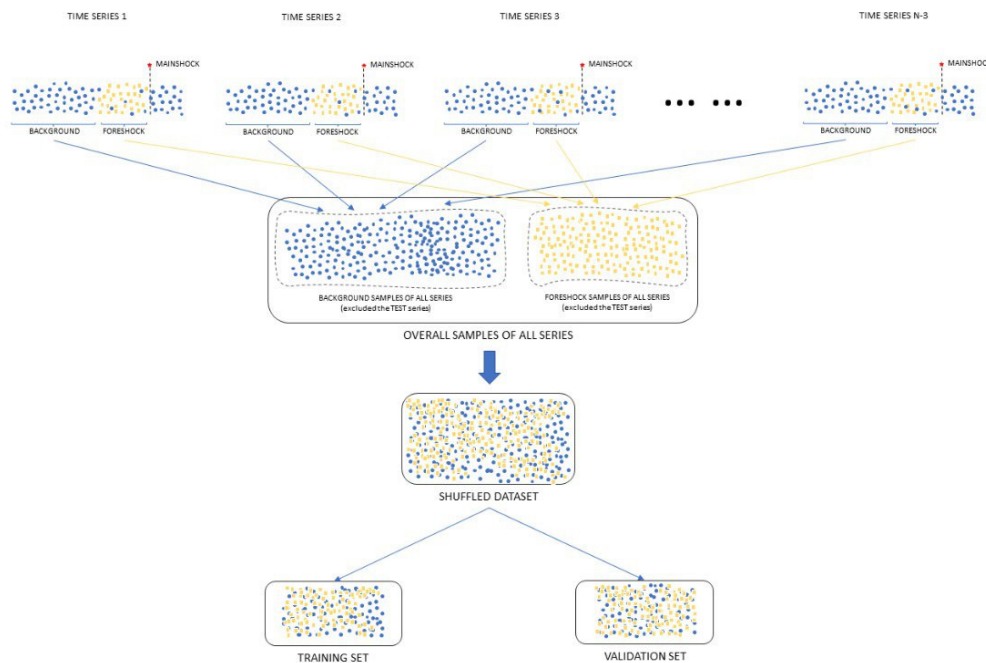 TIME SERIES 1
TIME SERIES 2
TIME SERIES 3
TIME SERIES N-3
MAINSHOCK
MAINSHOCK
MAINSHOCK
MAINSHOCK
BACKGROUND
FORESHOCK
BACKGROUND
FORESHOCK
BACKGROUND
FORESHOCK
BACKGROUND
FORESHOCK
BACKGROUND SAMPLES OF ALL SERIES
(excluded the TEST series)
FORESHOCK SAMPLES OF ALL SERIES
(excluded the TEST series)
OVERALL SAMPLES OF ALL SERIES
SHUFFLED DATASET
TRAINING SET
VALIDATION SET